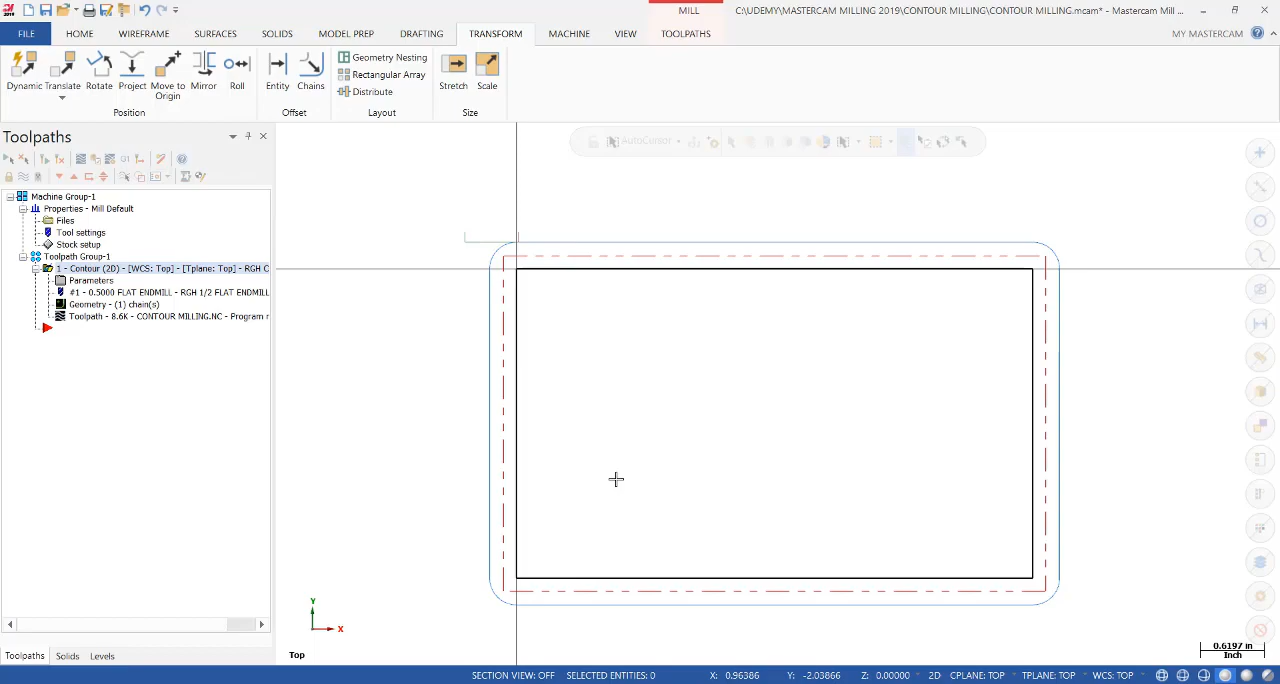 MILL
C:\UDEMY\MASTERCAM MILLING 2019\CONTOUR MILLING\CONTOUR MILLING.mcam* - Mastercam Mill ...
FILE HOME WIREFRAME SURFACES SOLIDS MODEL PREP DRAFTING TRANSFORM MACHINE VIEW TOOLPATHS MY MASTERCAM
Dynamic Translate Rotate Project Move to Origin Mirror Roll
Position
Entity Chains
Offset
Geometry Nesting
Rectangular Array
Distribute
Layout
Stretch Scale
Size
Toolpaths
AutoCursor
Machine Group-1
Properties - Mill Default
Files
Tool settings
Stock setup
Toolpath Group-1
1 - Contour (2D) - [WCS: Top] - [Tplane: Top] - RGH C
Parameters
#1 - 0.5000 FLAT ENDMILL - RGH 1/2 FLAT ENDMILL
Geometry - (1) chain(s)
Toolpath - 8.6K - CONTOUR MILLING.NC - Program n
Y
X
Top
0.6197 in
Inch
Toolpaths Solids Levels
SECTION VIEW: OFF SELECTED ENTITIES: 0 X: 0.96386 Y: -2.03866 Z: 0.00000 2D CPLANE: TOP TPLANE: TOP WCS: TOP